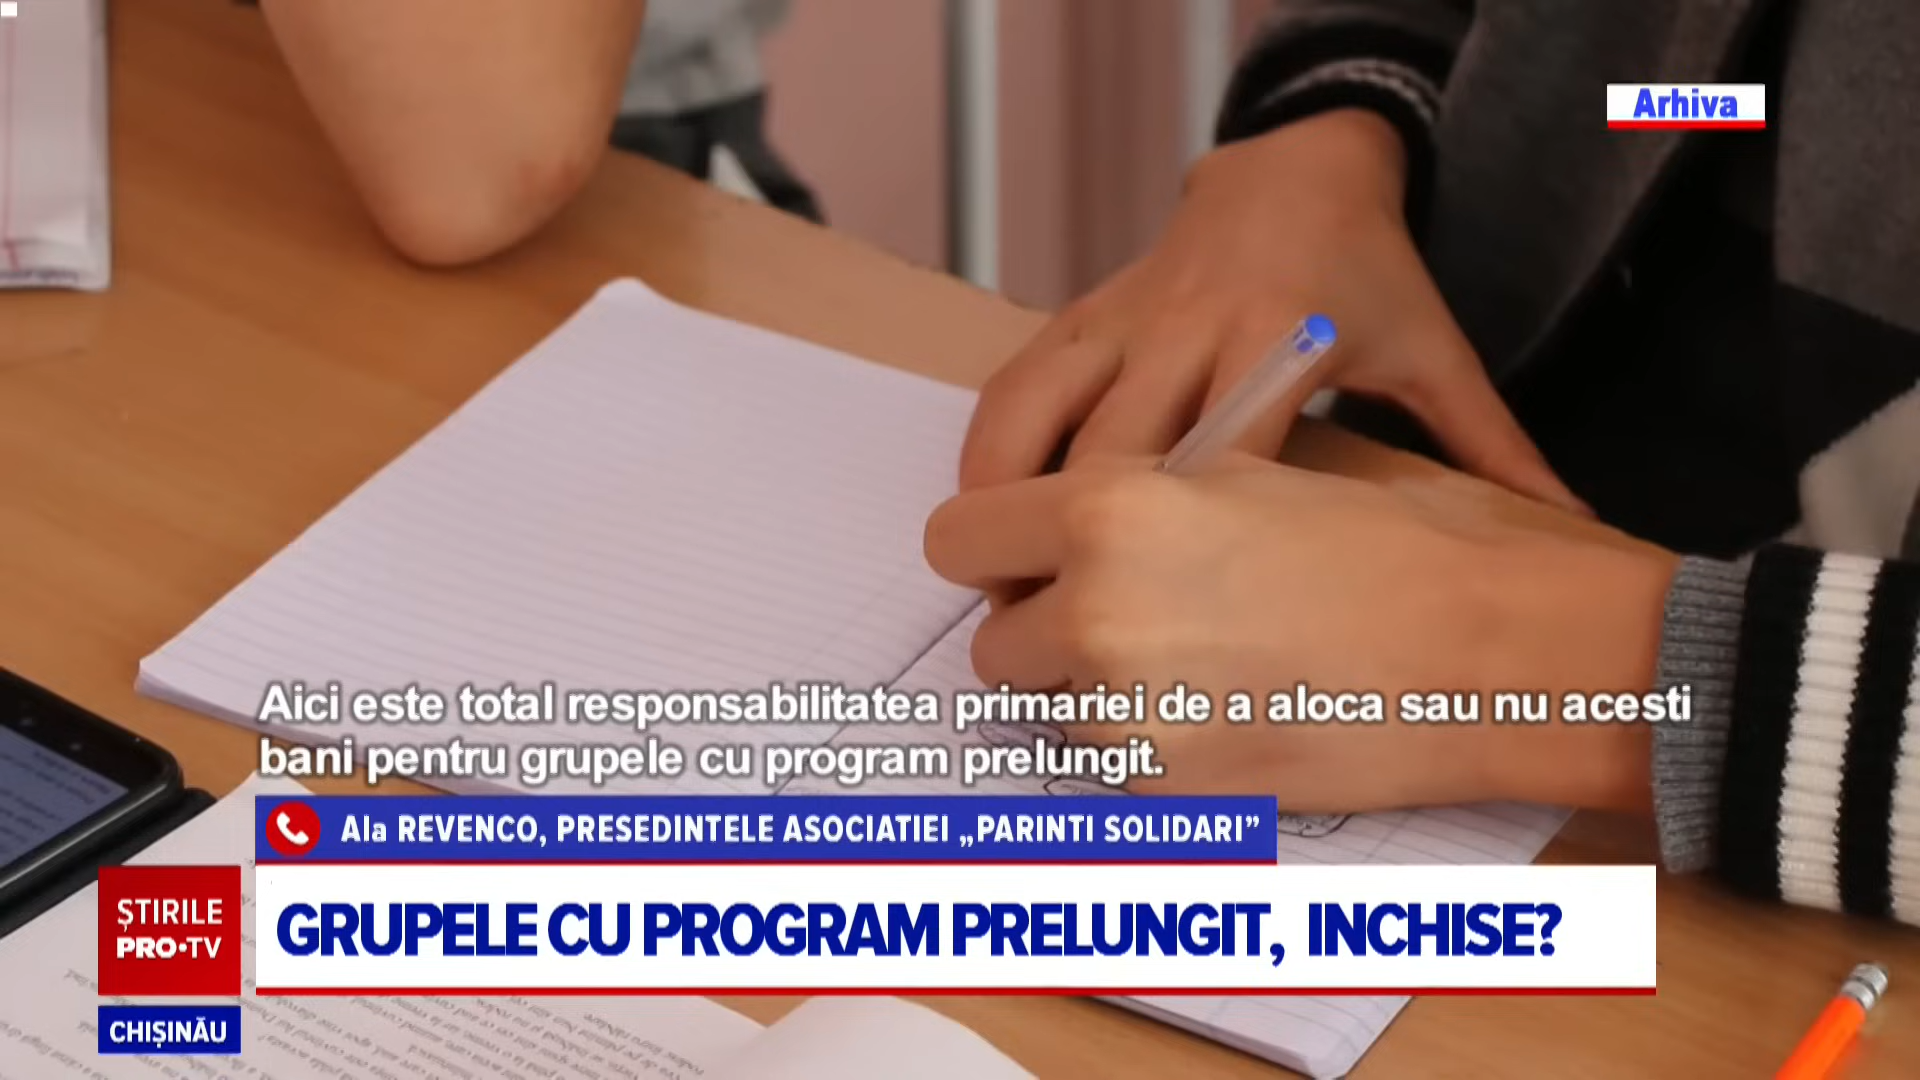 Arhiva
Aici este total responsabilitatea primariei de a aloca sau nu acesti
bani pentru grupele cu program prelungit.
Ala REVENCO, PRESEDINTELE ASOCIATIEI „PARINTI SOLIDARI”
ȘTIRILE
PRO•TV
GRUPELE CU PROGRAM PRELUNGIT, INCHISE?
CHIȘINĂU